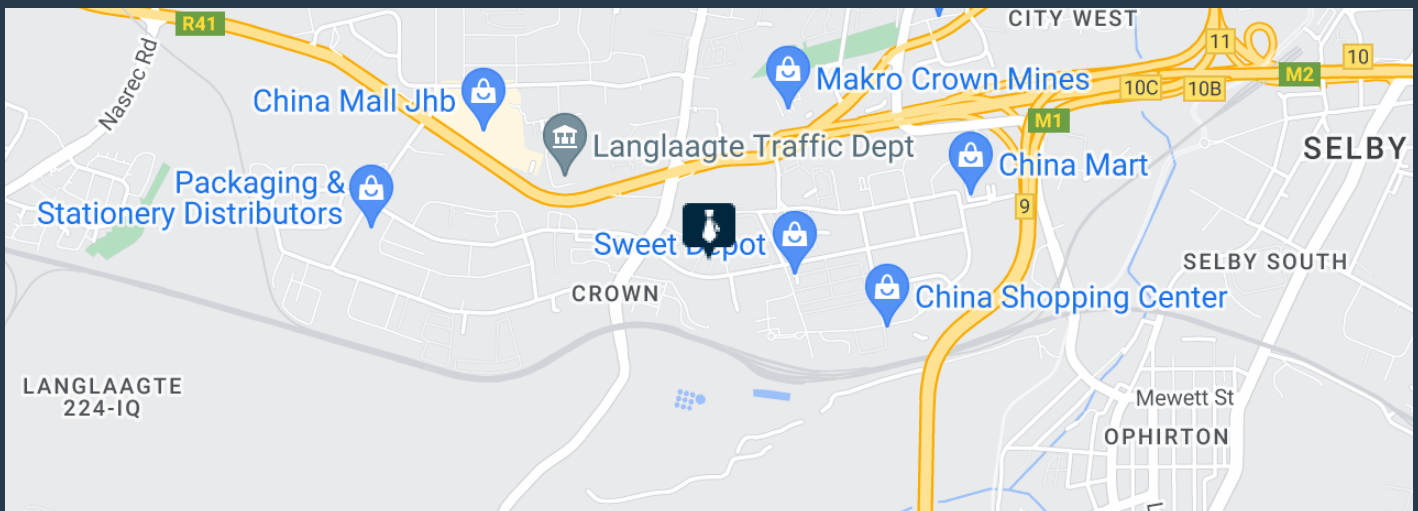 R41
CITY WEST
11
10
Nasrec Rd
China Mall Jhb
Makro Crown Mines
10C
10B
M2
M1
Langlaagte Traffic Dept
SELBY
China Mart
Packaging &
Stationery Distributors
9
Sweet Depot
SELBY SOUTH
CROWN
China Shopping Center
LANGLAAGTE
224-IQ
Mewett St
OPHIRTON